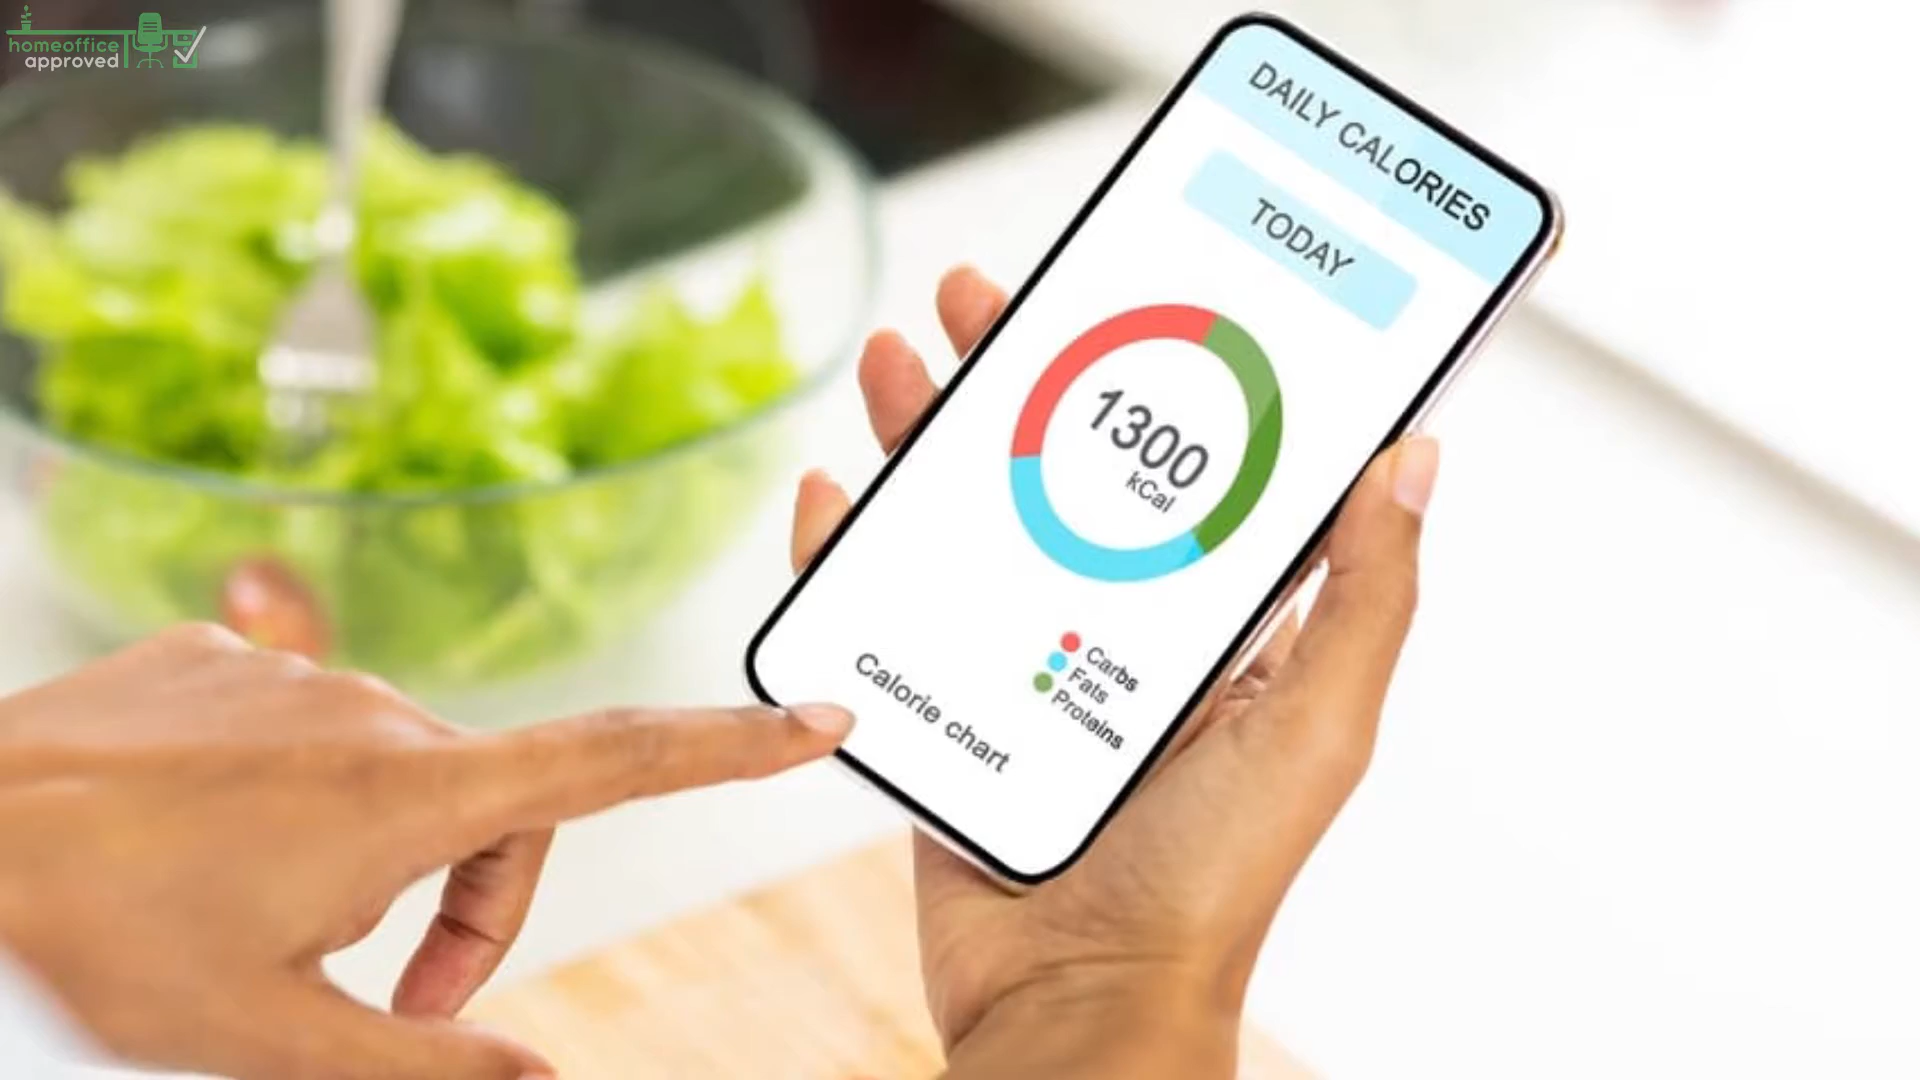 homeoffice
approved
DAILY CALORIES
TODAY
1300
kCal
Carbs
Fats
Proteins
Calorie chart